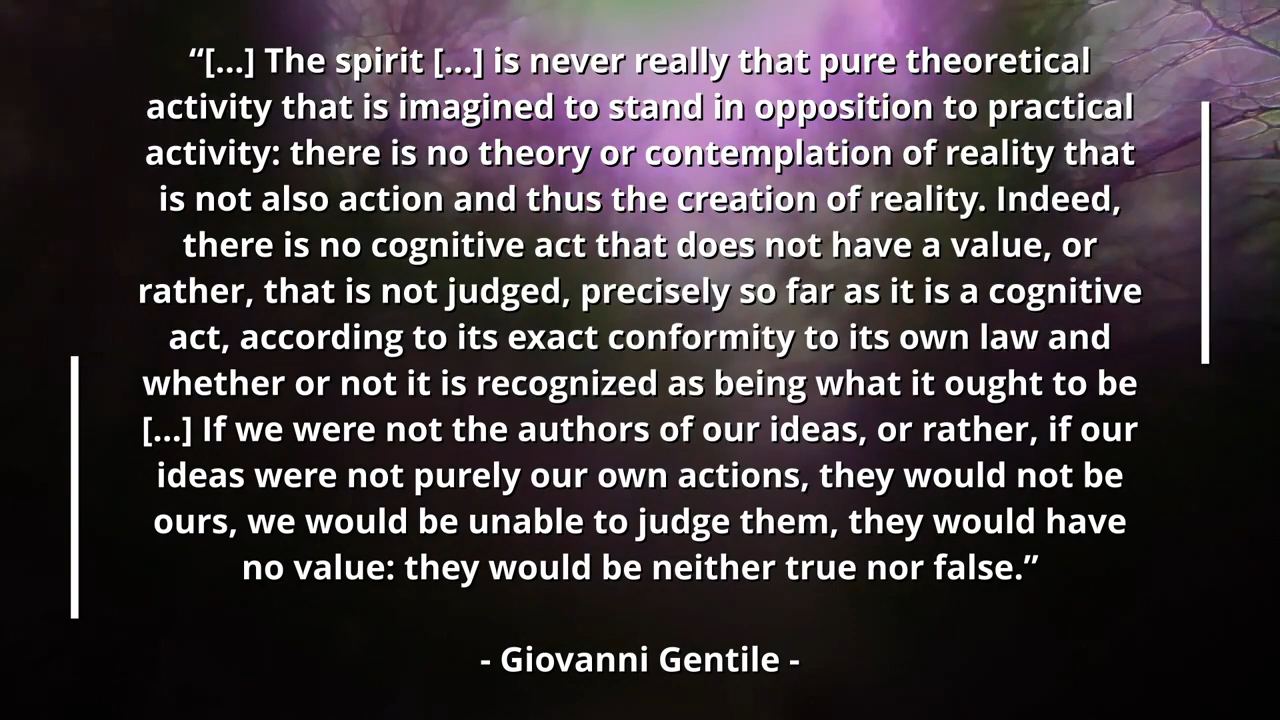 “[...] The spirit [...] is never really that pure theoretical
activity that is imagined to stand in opposition to practical
activity: there is no theory or contemplation of reality that
is not also action and thus the creation of reality. Indeed,
there is no cognitive act that does not have a value, or
rather, that is not judged, precisely so far as it is a cognitive
act, according to its exact conformity to its own law and
whether or not it is recognized as being what it ought to be
[...] If we were not the authors of our ideas, or rather, if our
ideas were not purely our own actions, they would not be
ours, we would be unable to judge them, they would have
no value: they would be neither true nor false.”
- Giovanni Gentile -